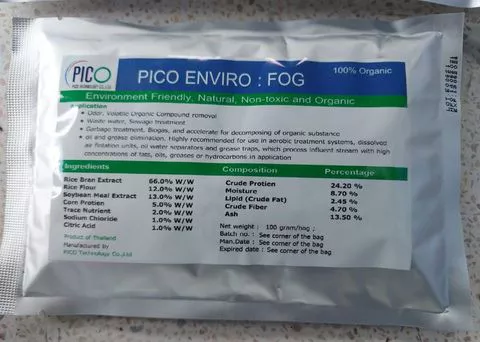 PICO
PICO TECHNOLOGY CO.,LTD
PICO ENVIRO : FOG
100% Organic
Environment Friendly, Natural, Non-toxic and Organic
Application
• Odor, Volatile Organic Compound removal
• Waste water, Sewage treatment
• Garbage treatment, Biogas, and accelerate for decomposing of organic substance
• oil and grease elimination. Highly recommended for use in aerobic treatment systems, dissolved
air flotation units, oil water separators and grease traps, which process influent stream with high
concentrations of fats, oils, greases or hydrocarbons in application
Ingredients
Rice Bran Extract 66.0% W/W
Rice Flour 12.0% W/W
Soybean Meal Extract 13.0% W/W
Corn Protien 5.0% W/W
Trace Nutrient 2.0% W/W
Sodium Chloride 1.0% W/W
Citric Acid 1.0% W/W
Product of Thailand
Manufactured by
PICO Technology Co.,Ltd
Composition Percentage
Crude Protien 24.20 %
Moisture 8.70 %
Lipid (Crude Fat) 2.45 %
Crude Fiber 4.70 %
Ash 13.50 %
Net weight : 100 gram/bag ;
Batch no. : See corner of the bag
Man.Date : See corner of the bag
Expired date : See corner of the bag